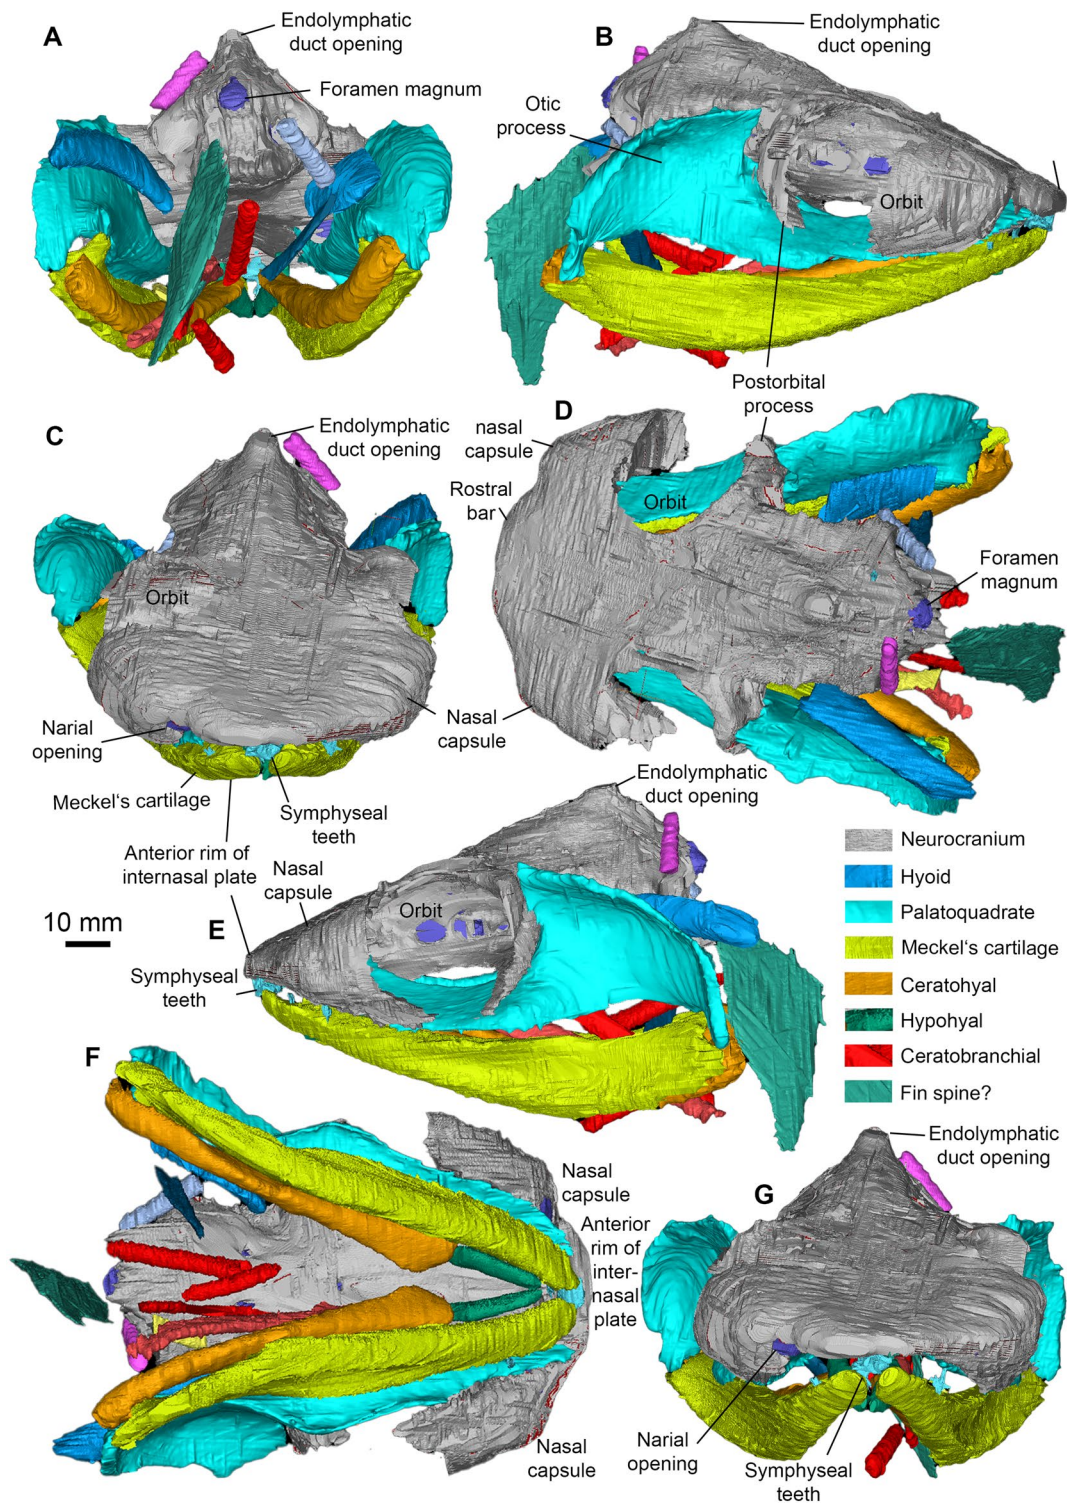 A
Endolymphatic
duct opening
Foramen magnum
B
Endolymphatic
duct opening
Otic
process
Orbit
Postorbital
process
C
Endolymphatic
duct opening
Orbit
Narial
opening
Nasal
capsule
Meckel‘s cartilage
Symphyseal
teeth
Anterior rim of
internasal plate
D
nasal
capsule
Rostral
bar
Orbit
Foramen
magnum
10 mm
E
Endolymphatic
duct opening
Nasal
capsule
Orbit
Symphyseal
teeth
Neurocranium
Hyoid
Palatoquadrate
Meckel‘s cartilage
Ceratohyal
Hypohyal
Ceratobranchial
Fin spine?
F
Nasal
capsule
Anterior
rim of
inter-
nasal
plate
Nasal
capsule
G
Endolymphatic
duct opening
Narial
opening
Symphyseal
teeth